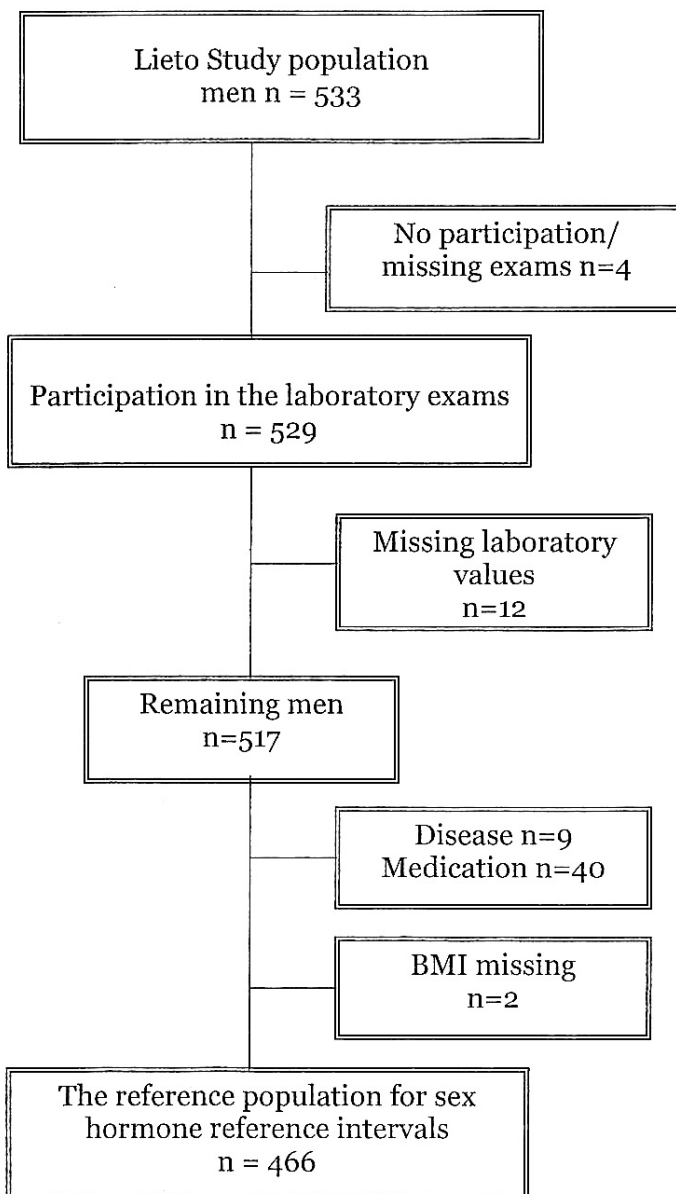 Lieto Study population
men n = 533
No participation/
missing exams n=4
Participation in the laboratory exams
n = 529
Missing laboratory
values
n=12
Remaining men
n=517
Disease n=9
Medication n=40
BMI missing
n=2
The reference population for sex
hormone reference intervals
n = 466